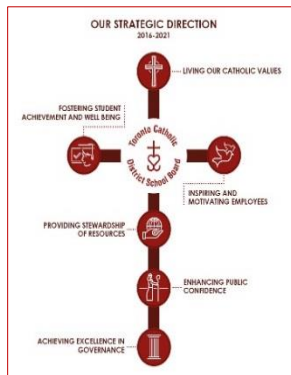 OUR STRATEGIC DIRECTION
2016-2021
LIVING OUR CATHOLIC VALUES
FOSTERING STUDENT
ACHIEVEMENT AND WELL BEING
Toronto Catholic
District School Board
INSPIRING AND
MOTIVATING EMPLOYEES
PROVIDING STEWARDSHIP
OF RESOURCES
ENHANCING PUBLIC
CONFIDENCE
ACHIEVING EXCELLENCE IN
GOVERNANCE